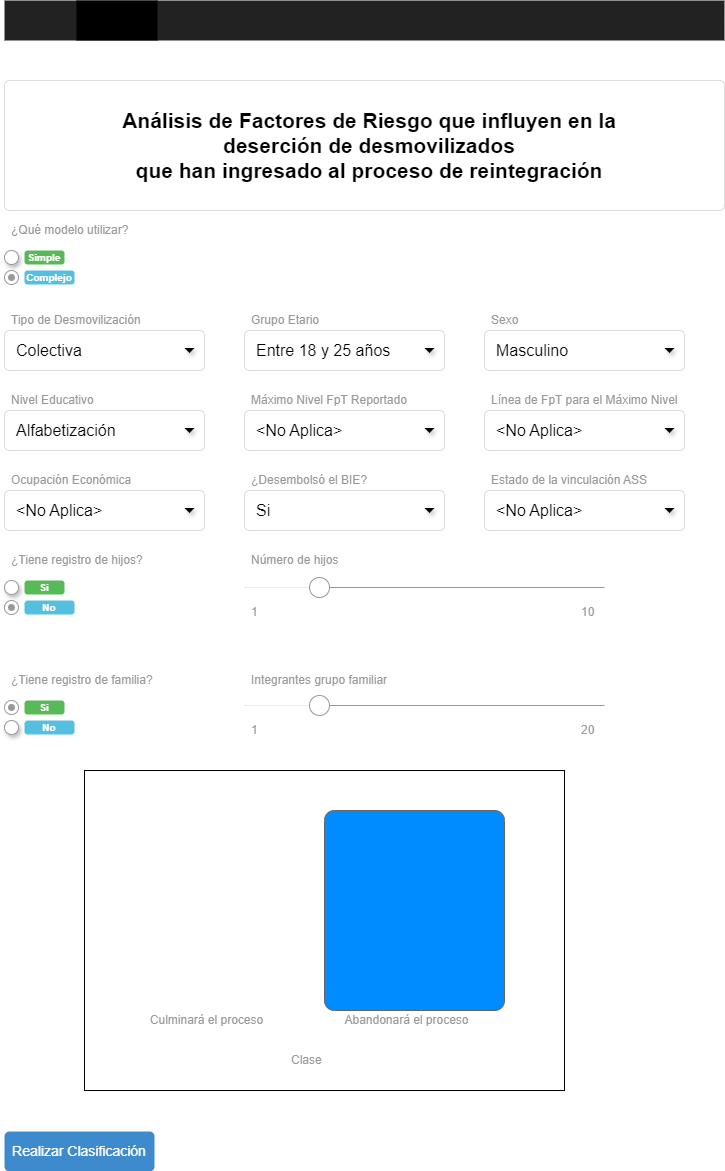 Análisis de Factores de Riesgo que influyen en la
deserción de desmovilizados
que han ingresado al proceso de reintegración
¿Qué modelo utilizar?
Simple
Complejo
Tipo de Desmovilización
Grupo Etario
Sexo
Colectiva
Entre 18 y 25 años
Masculino
Nivel Educativo
Máximo Nivel FpT Reportado
Línea de FpT para el Máximo Nivel
Alfabetización
<No Aplica>
<No Aplica>
Ocupación Económica
¿Desembolsó el BIE?
Estado de la vinculación ASS
<No Aplica>
Si
<No Aplica>
¿Tiene registro de hijos?
Número de hijos
Si
No
1
10
¿Tiene registro de familia?
Integrantes grupo familiar
Si
No
1
20
Culminará el proceso
Abandonará el proceso
Clase
Realizar Clasificación